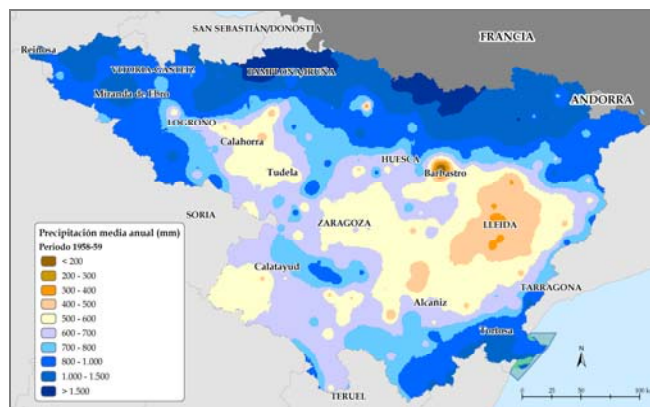 SAN SEBASTIÁN/DONOSTIA
FRANCIA
Reinosa
VITORIA-GASTEIZ
PAMPLONA/IRUÑA
Miranda de Ebro
ANDORRA
LOGROÑO
Calahorra
HUESCA
Barbastro
Tudela
SORIA
ZARAGOZA
LLEIDA
Calatayud
TARRAGONA
Alcañiz
Tortosa
TERUEL
Precipitación media anual (mm)
Periodo 1958-59
< 200
200 - 300
300 - 400
400 - 500
500 - 600
600 - 700
700 - 800
800 - 1.000
1.000 - 1.500
> 1.500
N
0 25 50 100 km